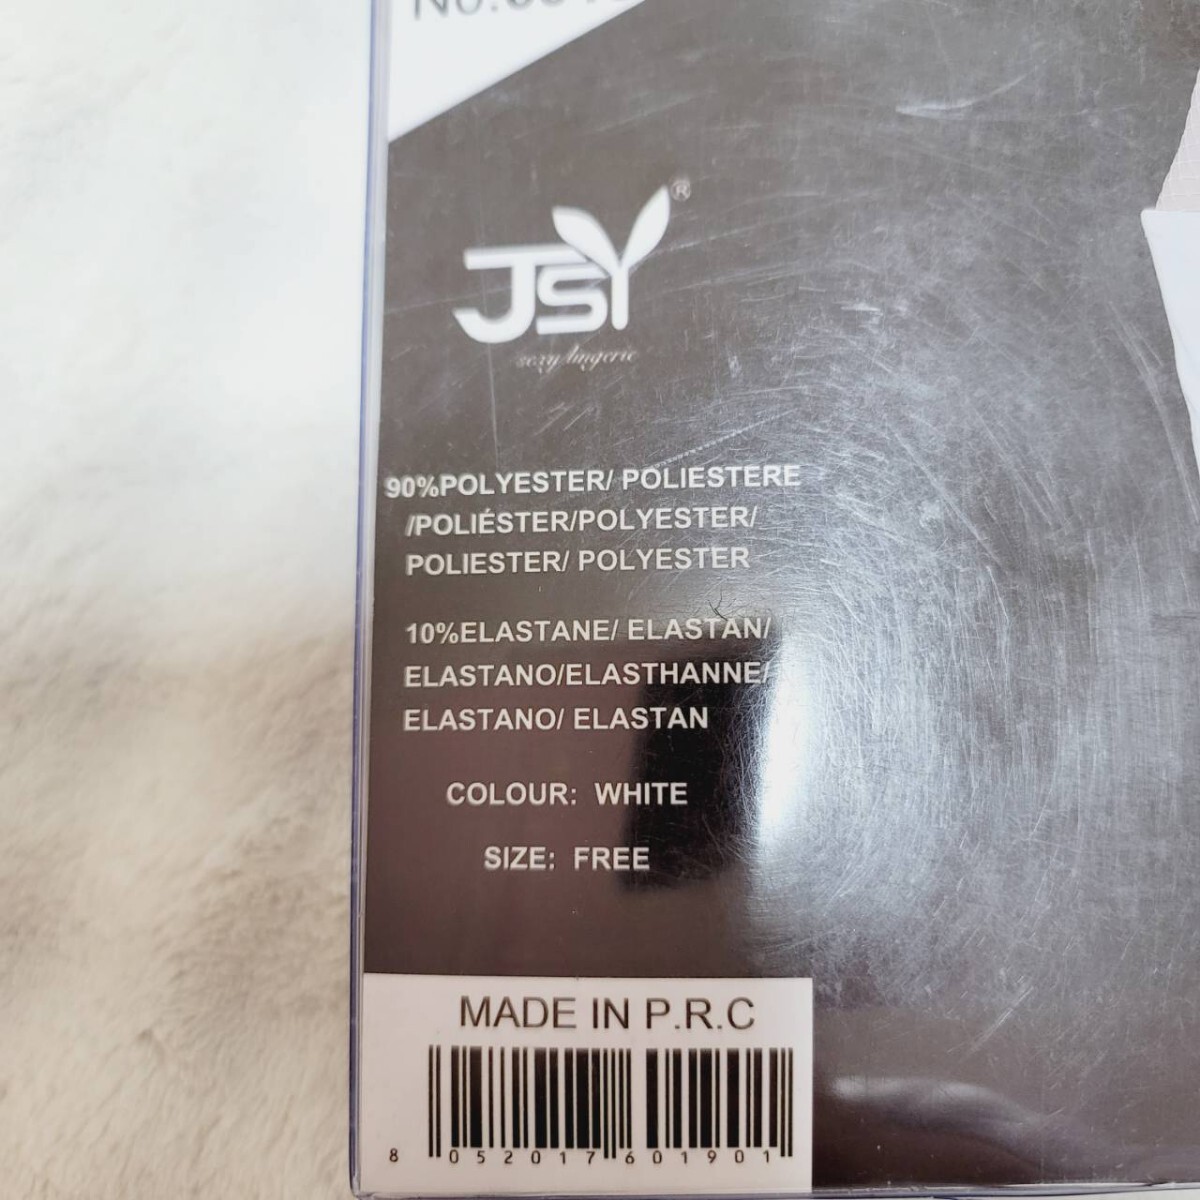 JSY®
sexy lingerie
90%POLYESTER/ POLIESTERE
/POLIÉSTER/POLYESTER/
POLIESTER/ POLYESTER
10%ELASTANE/ ELASTAN/
ELASTANO/ELASTHANNE/
ELASTANO/ ELASTAN
COLOUR: WHITE
SIZE: FREE
MADE IN P.R.C
8 052017 601901